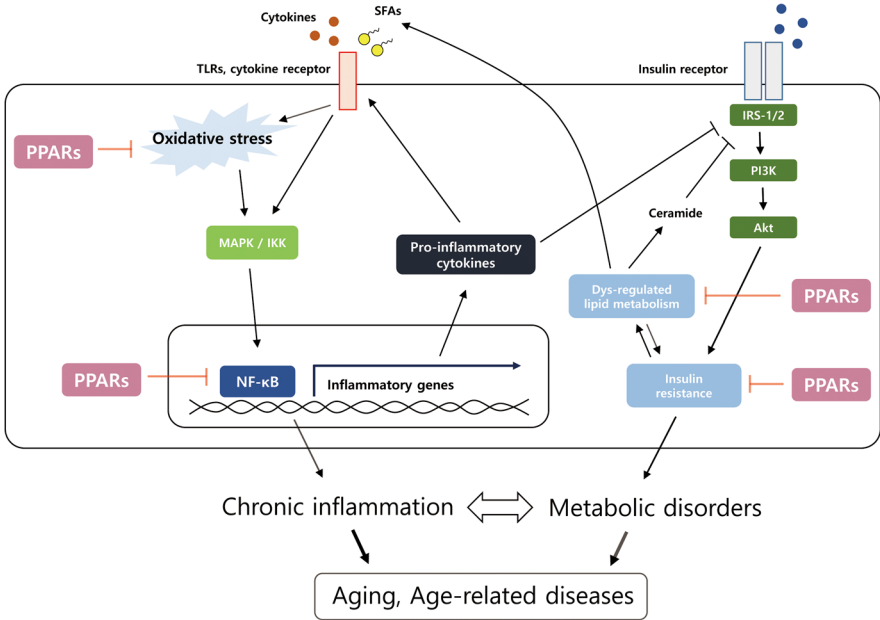 Cytokines
SFAs
TLRs, cytokine receptor
Insulin receptor
IRS-1/2
Oxidative stress
PPARs
PI3K
Ceramide
Akt
MAPK / IKK
Pro-inflammatory
cytokines
Dys-regulated
lipid metabolism
PPARs
PPARs
NF-κB
Inflammatory genes
Insulin
resistance
PPARs
Chronic inflammation
Metabolic disorders
Aging, Age-related diseases